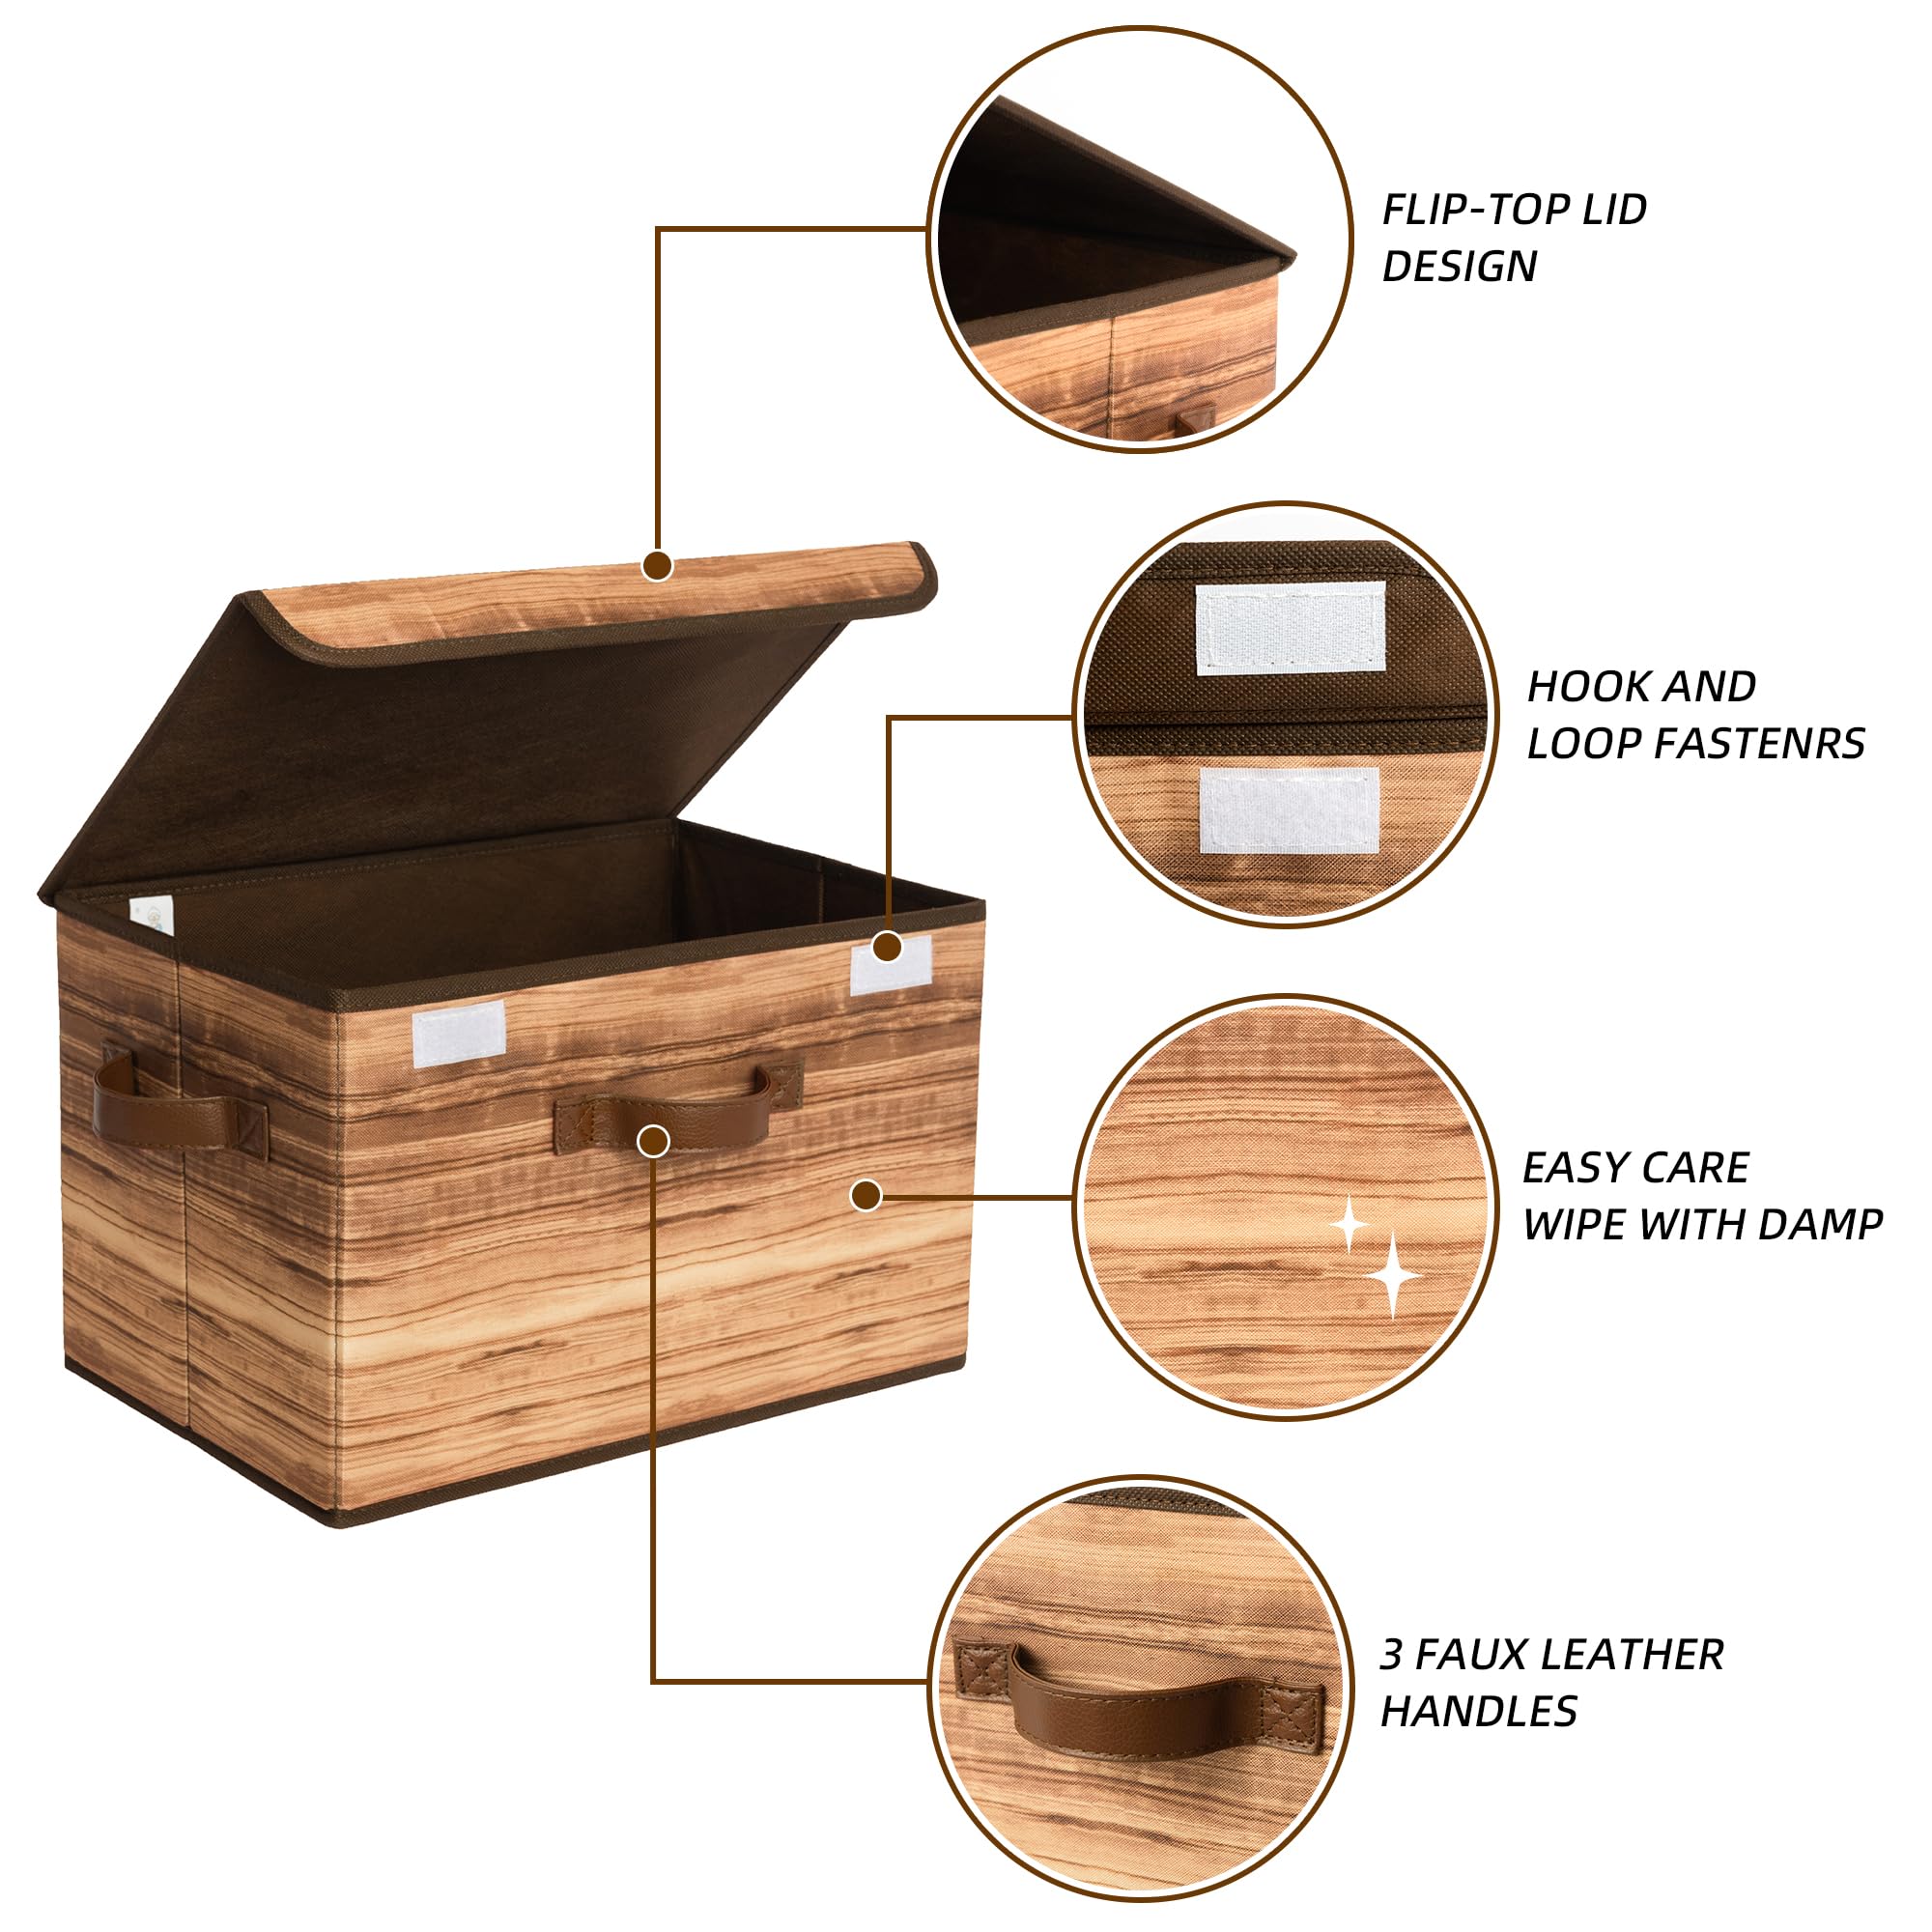 FLIP-TOP LID
DESIGN
HOOK AND
LOOP FASTENRS
EASY CARE
WIPE WITH DAMP
3 FAUX LEATHER
HANDLES